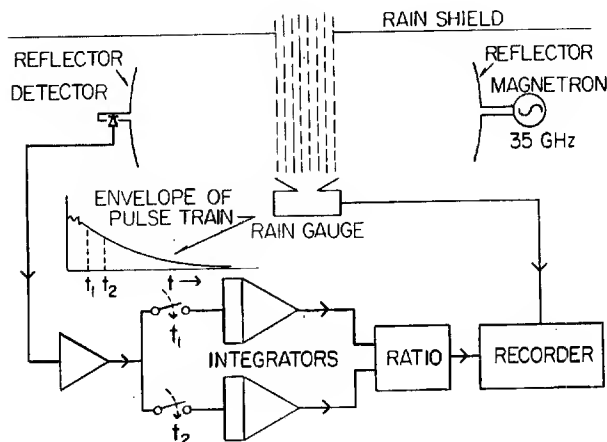 RAIN SHIELD
REFLECTOR
DETECTOR
REFLECTOR
MAGNETRON
35 GHz
ENVELOPE OF
PULSE TRAIN
RAIN GAUGE
t₁ t₂ t
t₁
INTEGRATORS
RATIO
RECORDER
t₂